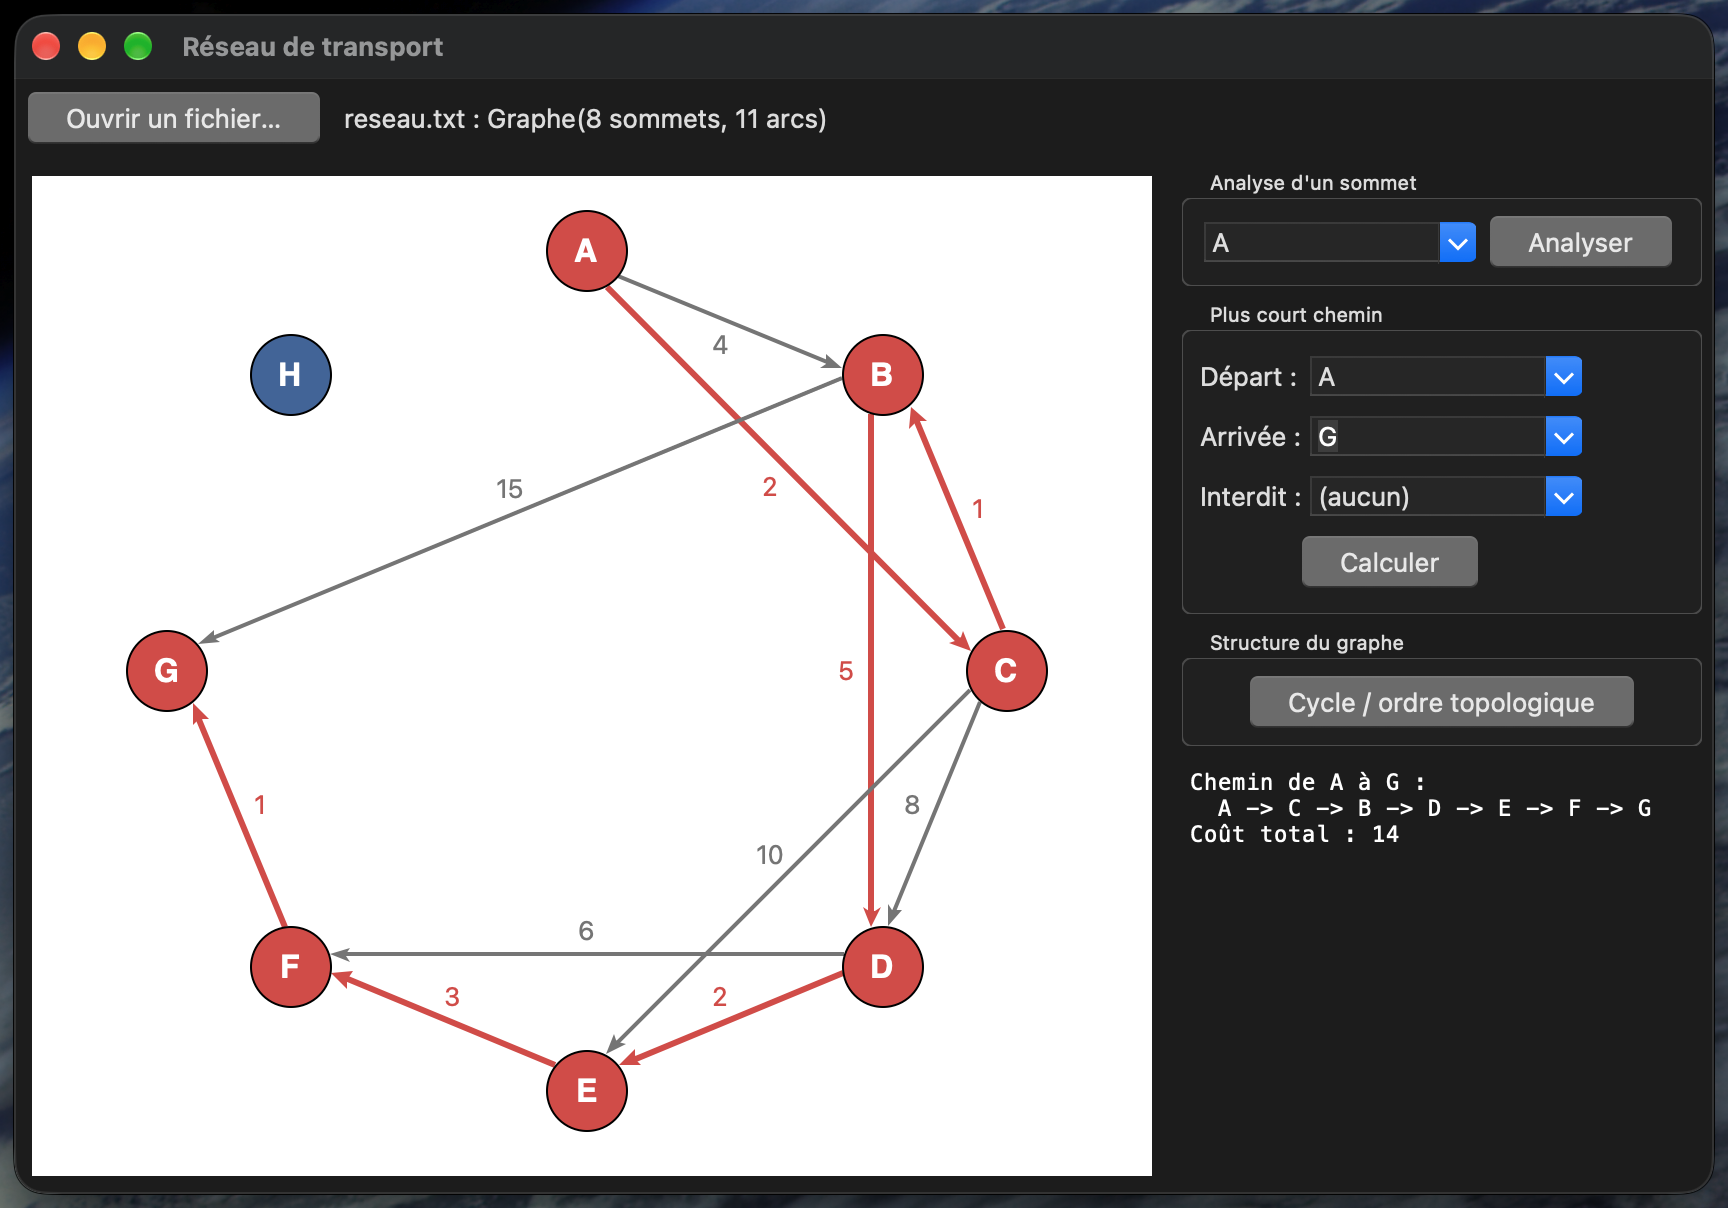 Réseau de transport
Ouvrir un fichier...
reseau.txt : Graphe(8 sommets, 11 arcs)
A
4
H
B
15
2
1
G
5
C
1
8
10
6
F
D
3
2
E
Analyse d'un sommet
A
Analyser
Plus court chemin
Départ : A
Arrivée : G
Interdit : (aucun)
Calculer
Structure du graphe
Cycle / ordre topologique
Chemin de A à G :
A -> C -> B -> D -> E -> F -> G
Coût total : 14